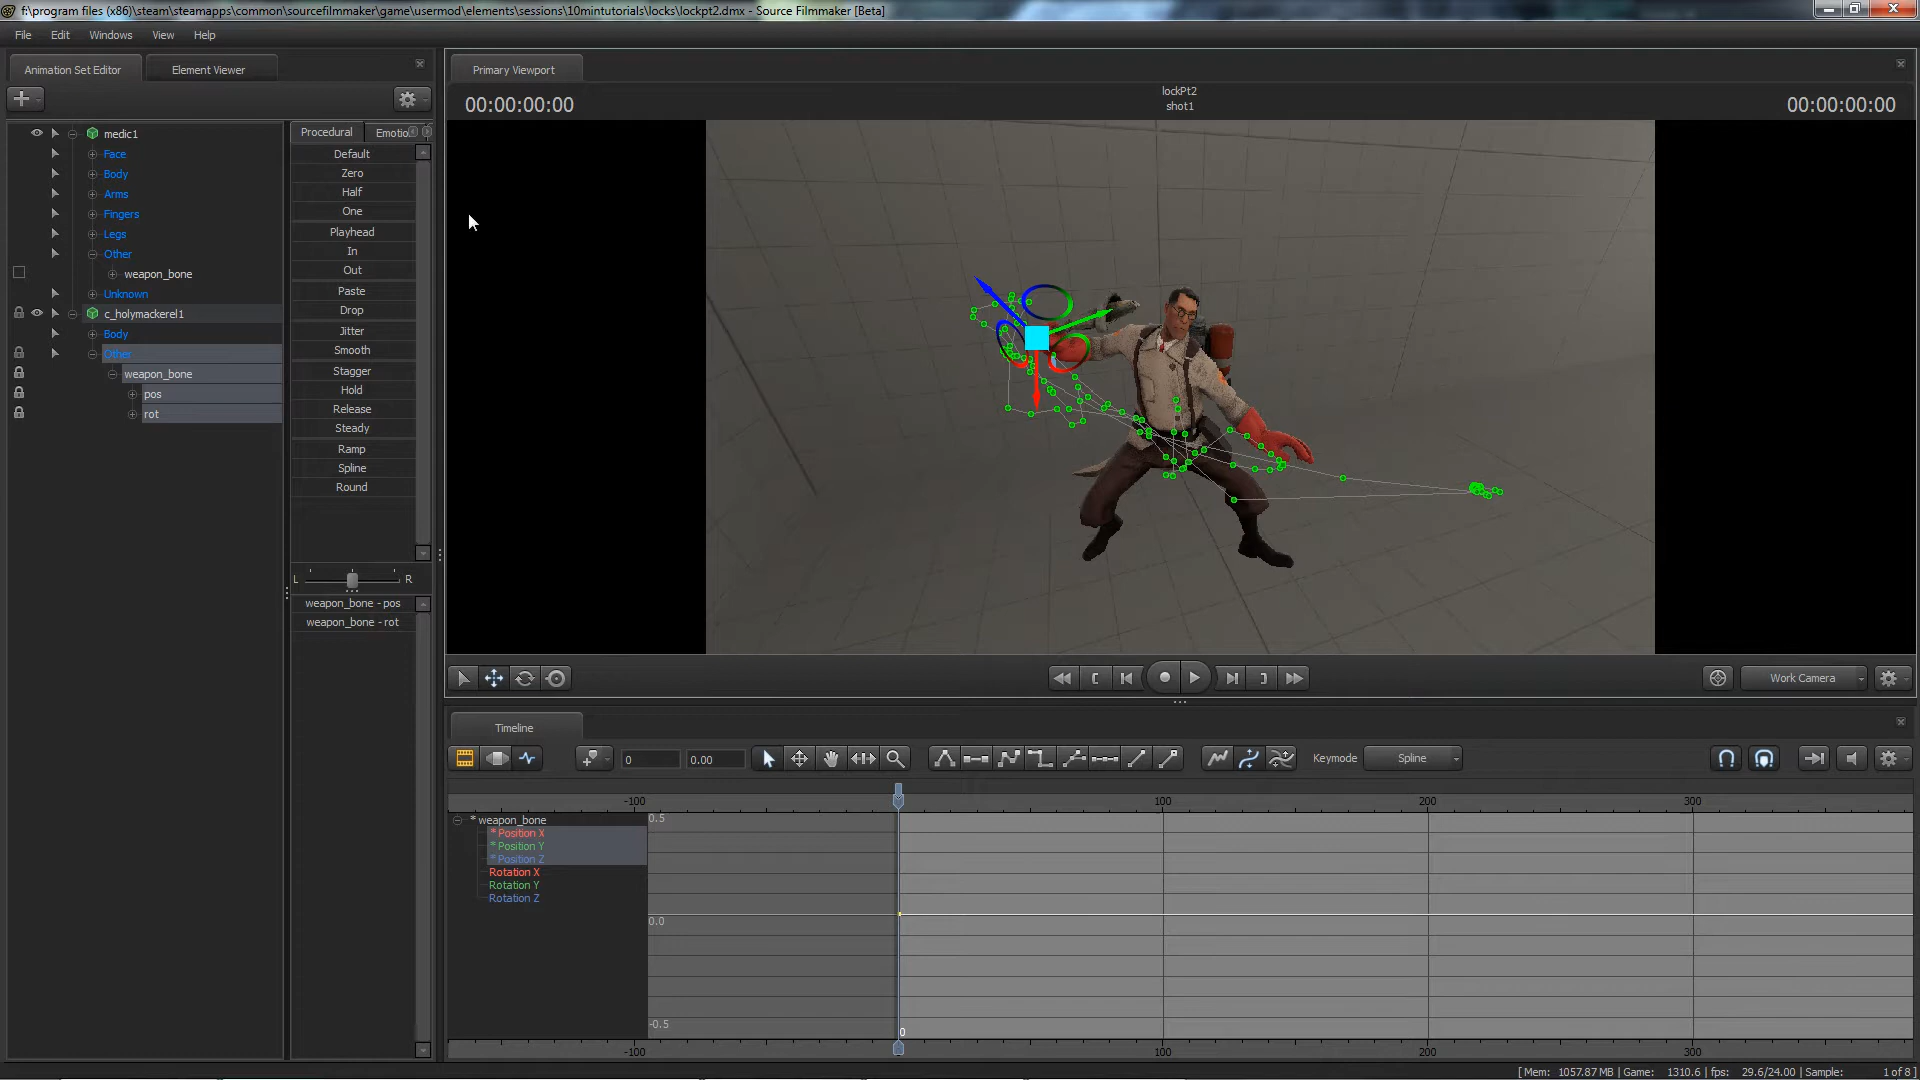 f:\program files (x86)\steam\steamapps\common\sourcefilmmaker\game\usermod\elements\sessions\10mintutorials\locks\lockpt2.dmx - Source Filmmaker [Beta]
File Edit Windows View Help
Animation Set Editor Element Viewer
Primary Viewport
00:00:00:00
lockPt2
shot1
00:00:00:00
medic1
Face
Body
Arms
Fingers
Legs
Other
weapon_bone
Unknown
c_holymackerel1
Body
Other
weapon_bone
pos
rot
Procedural Emotio
Default
Zero
Half
One
Playhead
In
Out
Paste
Drop
Jitter
Smooth
Stagger
Hold
Release
Steady
Ramp
Spline
Round
L R
weapon_bone - pos
weapon_bone - rot
Work Camera
Timeline
0 0.00 Keymode Spline
-100 100 200 300
* weapon_bone
* Position X
* Position Y
* Position Z
Rotation X
Rotation Y
Rotation Z
0.5
0.0
-0.5
0
-100 100 200 300
[ Mem: 1057.87 MB | Game: 1310.6 | fps: 29.6/24.00 | Sample: 1 of 8 ]